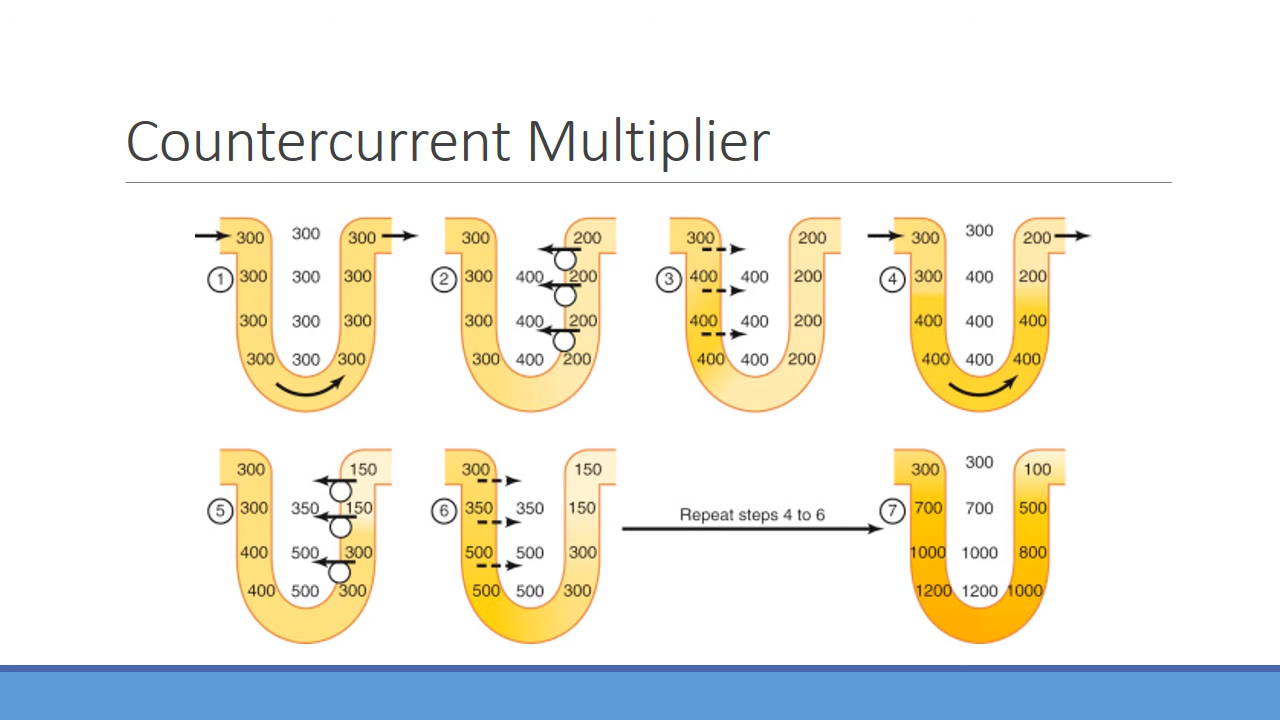 Countercurrent Multiplier
300 300 300
① 300 300 300
300 300 300
300 300 300
300 200
② 300 400 200
300 400 200
300 400 200
300 200
③ 400 400 200
400 400 200
400 400 200
300 300 200
④ 300 400 200
400 400 400
400 400 400
300 150
⑤ 300 350 150
400 500 300
400 500 300
300 150
⑥ 350 350 150
500 500 300
500 500 300
Repeat steps 4 to 6
300 300 100
⑦ 700 700 500
1000 1000 800
1200 1200 1000